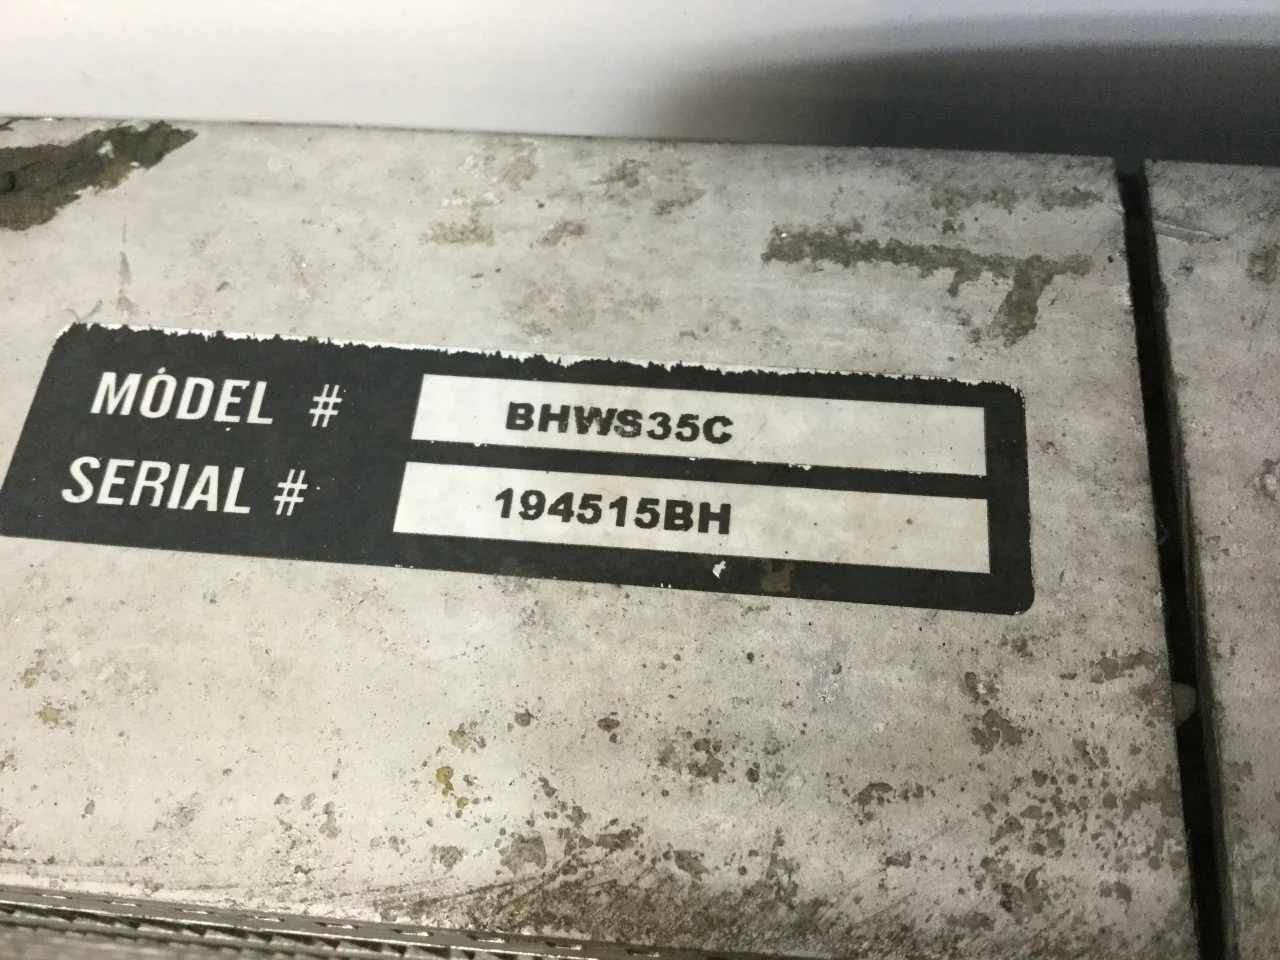 MODEL # BHWS35C
SERIAL # 194515BH